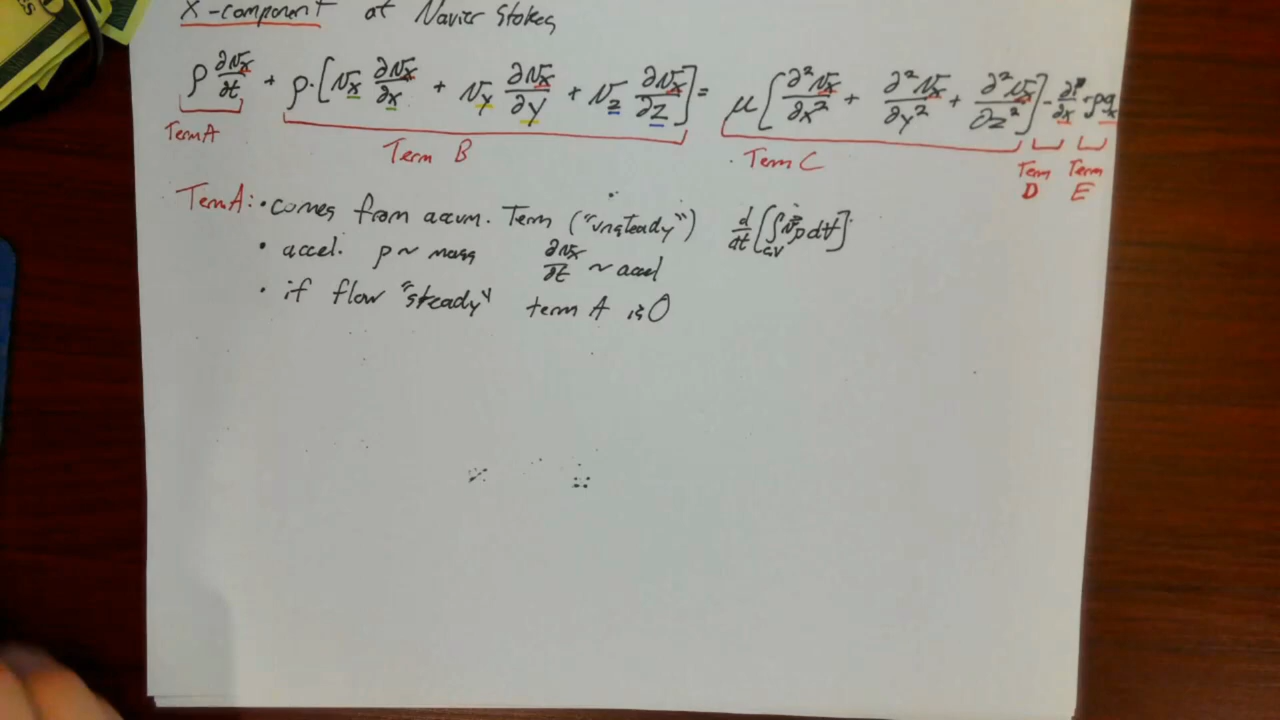 X-component of Navier Stokes
ρ ∂Vx/∂t + ρ·[Vx ∂Vx/∂x + Vy ∂Vx/∂y + Vz ∂Vx/∂z] = μ[∂²Vx/∂x² + ∂²Vx/∂y² + ∂²Vx/∂z²] - ∂P/∂x + ρgx
Term A Term B Term C Term D Term E
Term A: • comes from accum. Term ("unsteady") d/dt[∫cv V⃗ρdV]
• accel. ρ ~ mass ∂Vx/∂t ~ accel
• if flow "steady" term A is 0